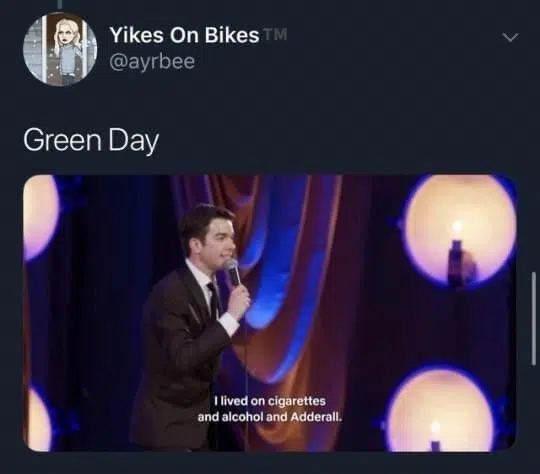 Yikes On Bikes TM
@ayrbee
Green Day
I lived on cigarettes
and alcohol and Adderall.